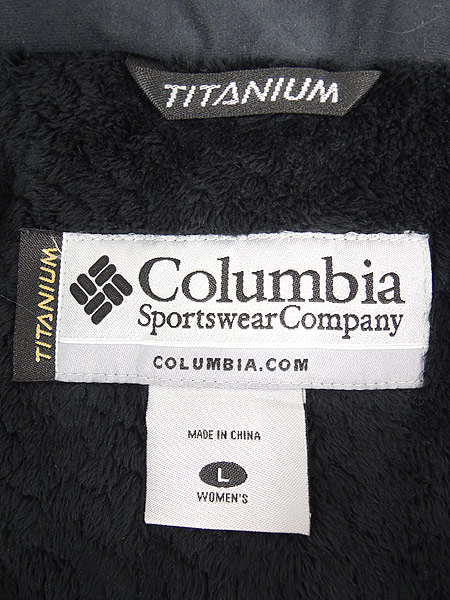 TITANIUM
TITANIUM
Columbia
Sportswear Company
COLUMBIA.COM
MADE IN CHINA
L
WOMEN'S